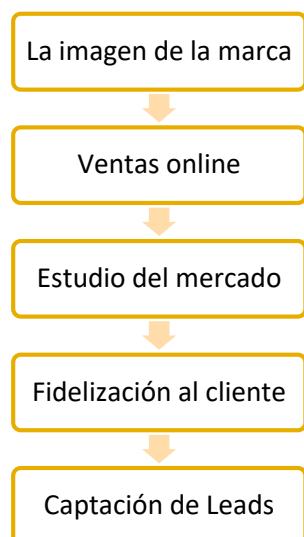 La imagen de la marca
Ventas online
Estudio del mercado
Fidelización al cliente
Captación de Leads